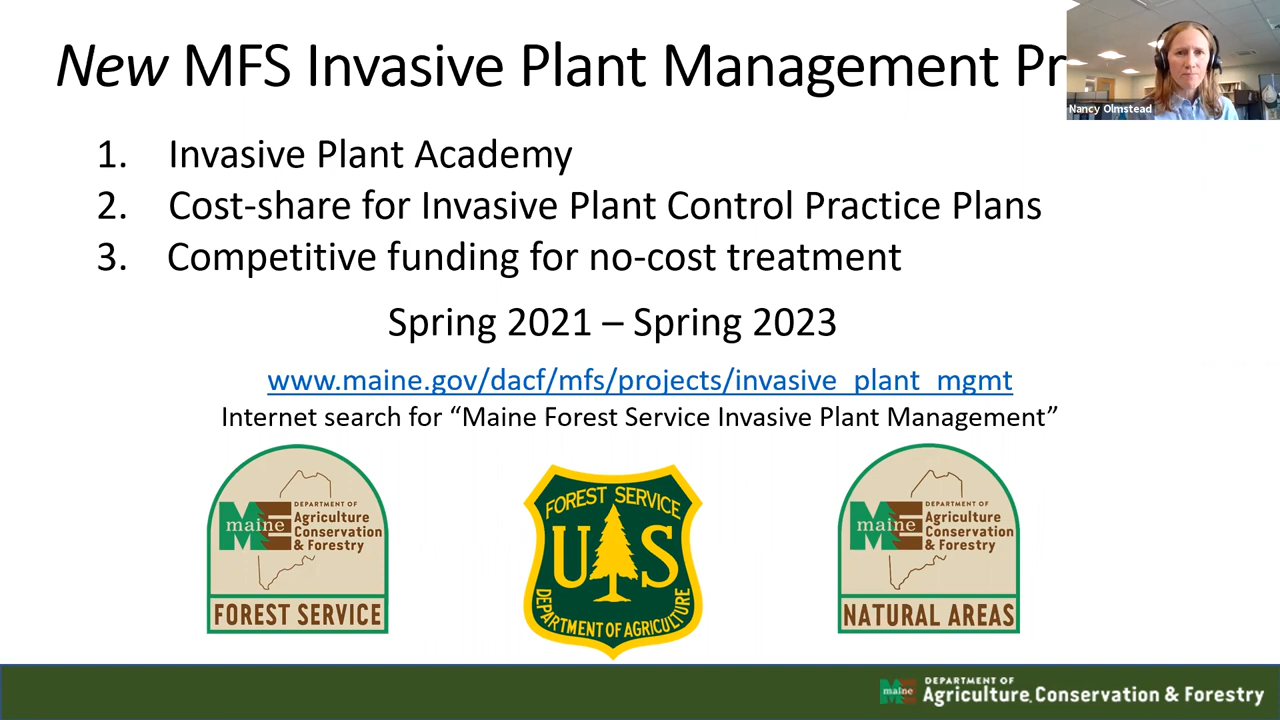 New MFS Invasive Plant Management Pr
Nancy Olmstead
1. Invasive Plant Academy
2. Cost-share for Invasive Plant Control Practice Plans
3. Competitive funding for no-cost treatment
Spring 2021 – Spring 2023
www.maine.gov/dacf/mfs/projects/invasive_plant_mgmt
Internet search for “Maine Forest Service Invasive Plant Management”
maine
DEPARTMENT OF
Agriculture
Conservation
& Forestry
FOREST SERVICE
FOREST SERVICE
U S
DEPARTMENT OF AGRICULTURE
maine
DEPARTMENT OF
Agriculture
Conservation
& Forestry
NATURAL AREAS
maine
DEPARTMENT OF
Agriculture, Conservation & Forestry